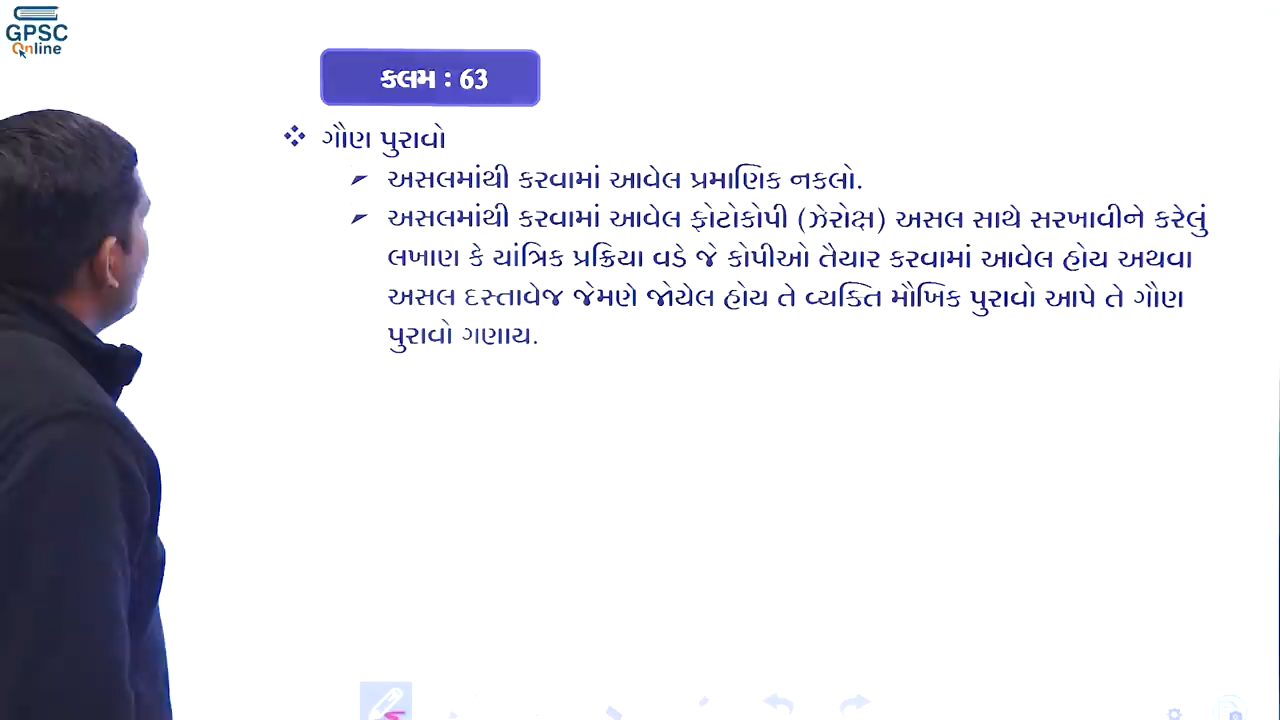 GPSC
Online
કલમ : 63
❖ ગૌણ પુરાવો
➢ અસલમાંથી કરવામાં આવેલ પ્રમાણિક નકલો.
➢ અસલમાંથી કરવામાં આવેલ ફોટોકોપી (ઝેરોક્ષ) અસલ સાથે સરખાવીને કરેલું
લખાણ કે યાંત્રિક પ્રક્રિયા વડે જે કોપીઓ તૈયાર કરવામાં આવેલ હોય અથવા
અસલ દસ્તાવેજ જેમણે જોયેલ હોય તે વ્યક્તિ મૌખિક પુરાવો આપે તે ગૌણ
પુરાવો ગણાય.